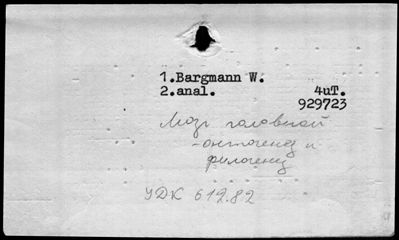 1.Bargmann W.
2.anal. 4uT.
929723
Мозг головной
-онтогенез и
филогенез
УДК 612.82